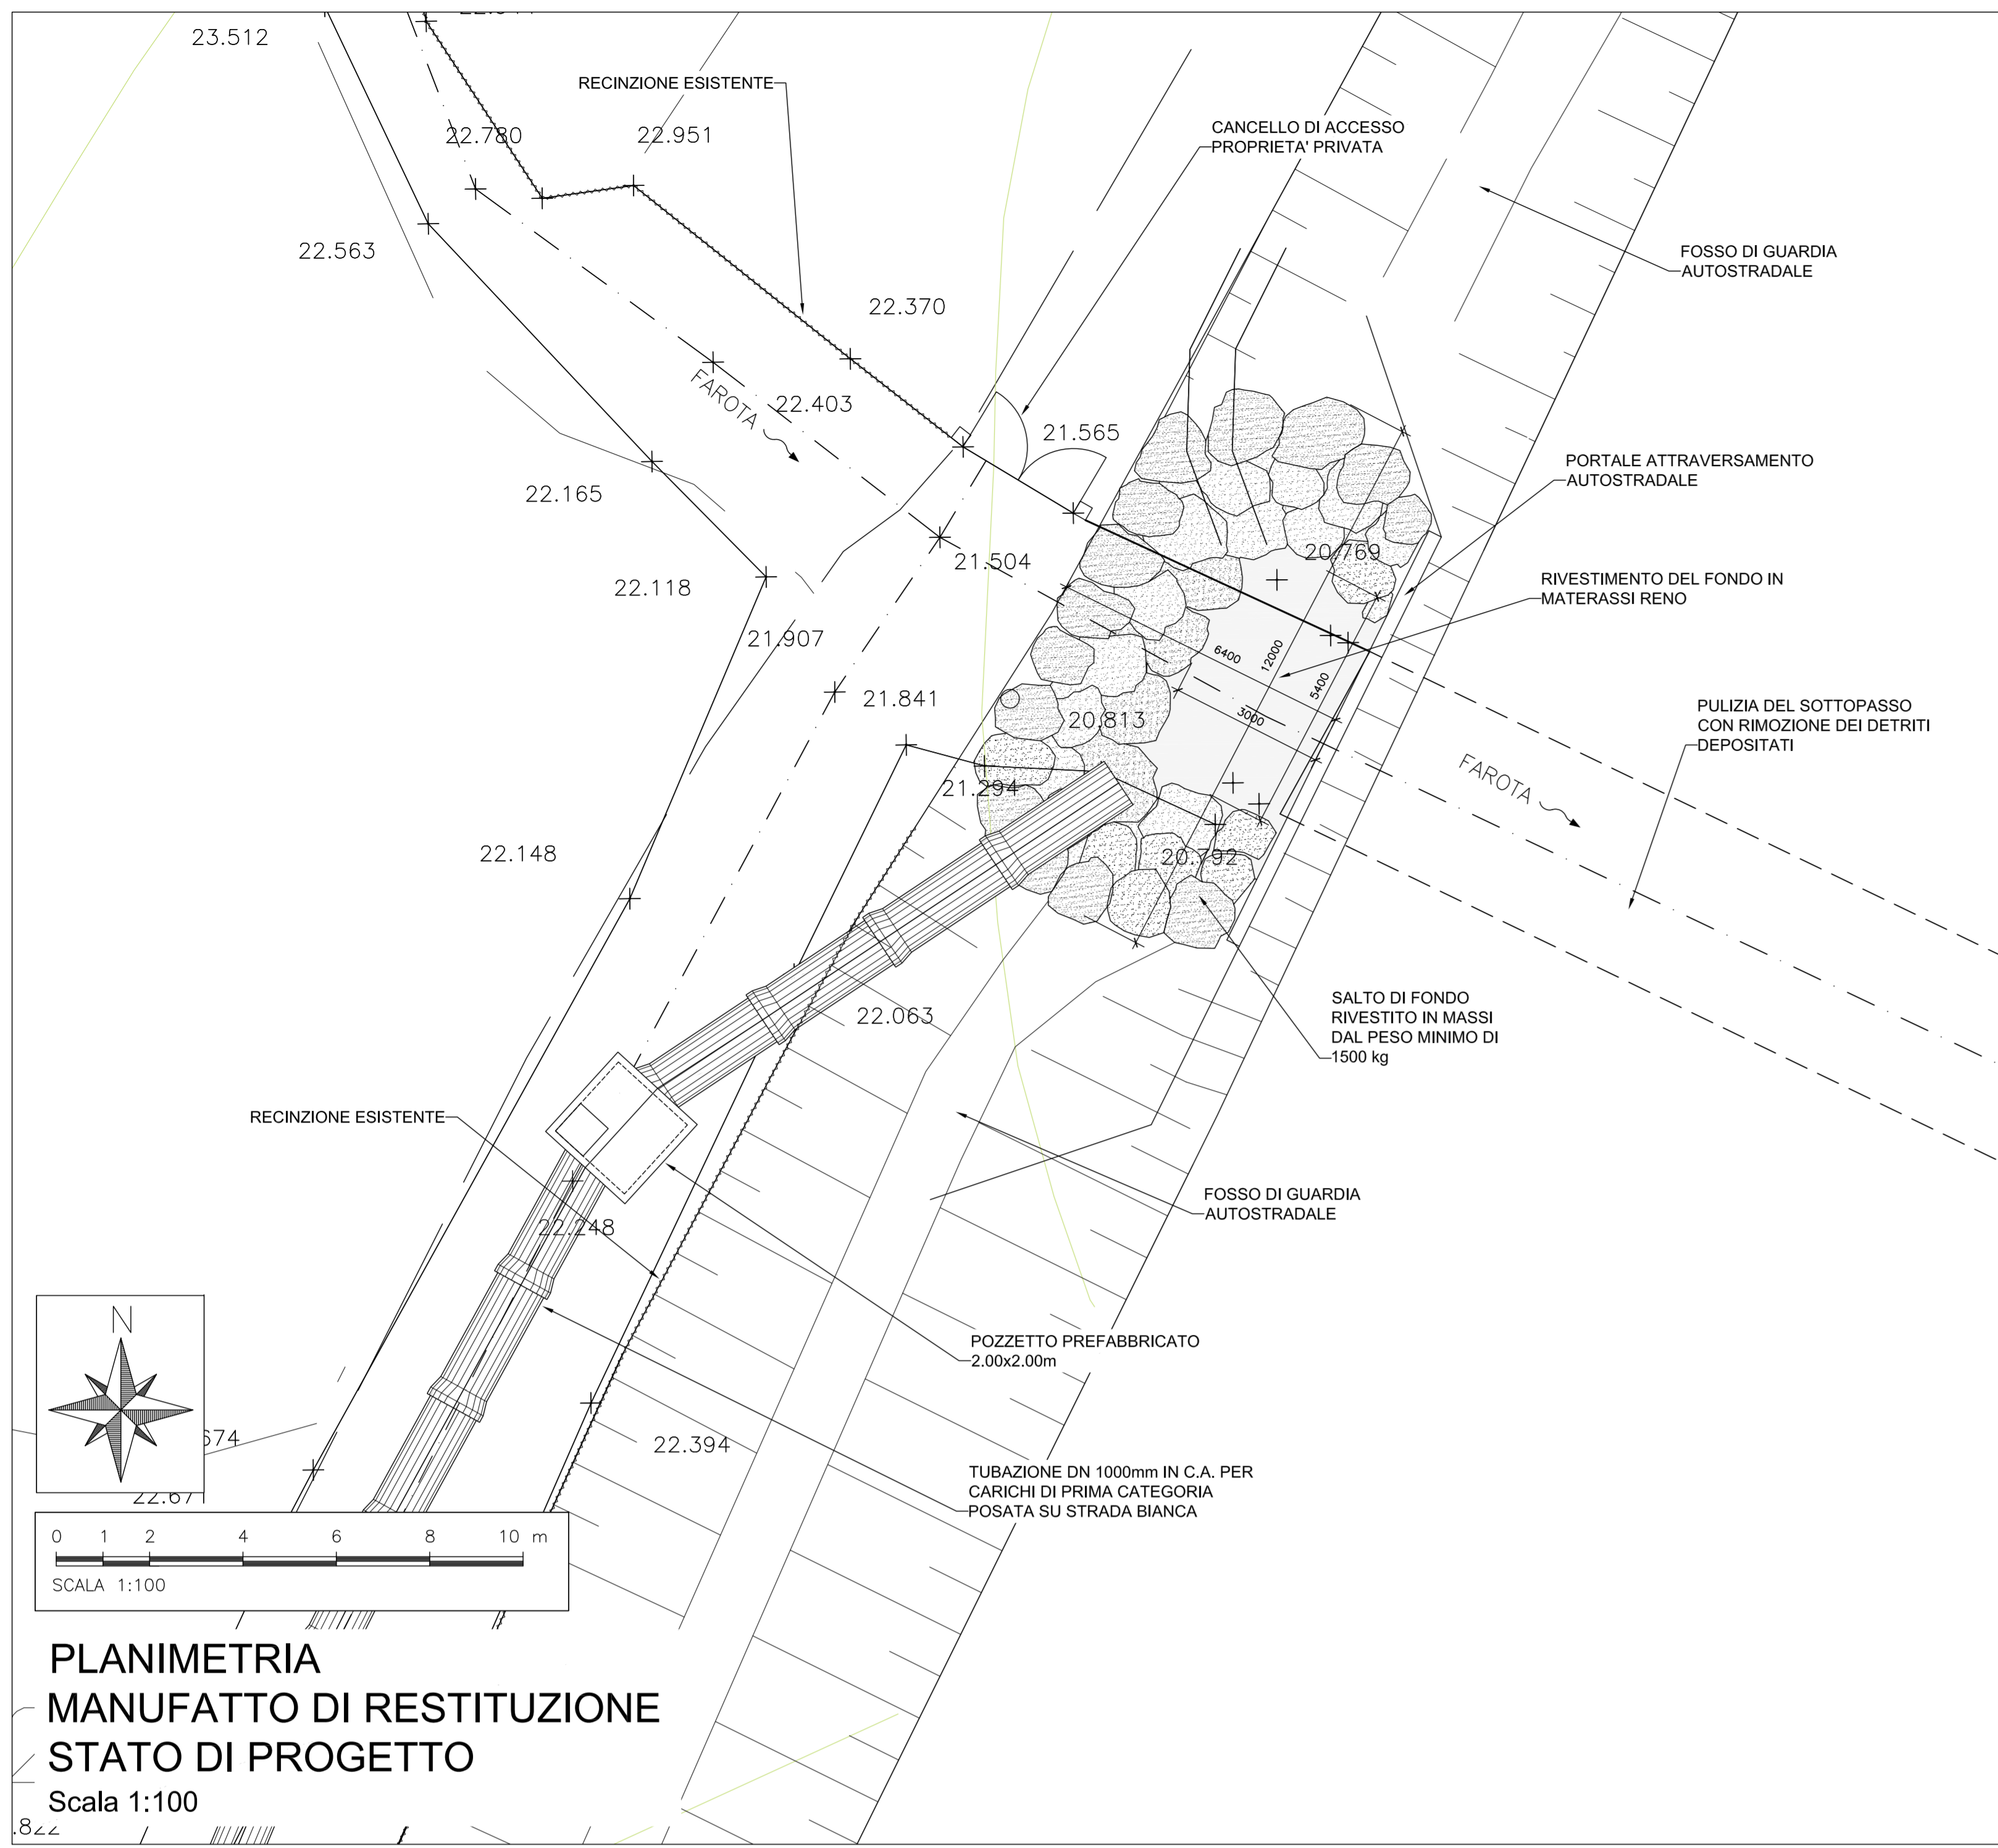 23.512
RECINZIONE ESISTENTE
22.780
22.951
CANCELLO DI ACCESSO
PROPRIETA' PRIVATA
22.563
FOSSO DI GUARDIA
AUTOSTRADALE
22.370
FAROTA
22.403
21.565
PORTALE ATTRAVERSAMENTO
AUTOSTRADALE
22.165
20.769
21.504
RIVESTIMENTO DEL FONDO IN
MATERASSI RENO
22.118
21.907
6400
12000
5400
3000
21.841
20.813
PULIZIA DEL SOTTOPASSO
CON RIMOZIONE DEI DETRITI
DEPOSITATI
FAROTA
21.294
22.148
20.792
22.063
SALTO DI FONDO
RIVESTITO IN MASSI
DAL PESO MINIMO DI
1500 kg
RECINZIONE ESISTENTE
FOSSO DI GUARDIA
AUTOSTRADALE
22.248
N
POZZETTO PREFABBRICATO
2.00x2.00m
674
22.394
TUBAZIONE DN 1000mm IN C.A. PER
CARICHI DI PRIMA CATEGORIA
POSATA SU STRADA BIANCA
22.671
0 1 2 4 6 8 10 m
SCALA 1:100
PLANIMETRIA
MANUFATTO DI RESTITUZIONE
STATO DI PROGETTO
Scala 1:100
.822